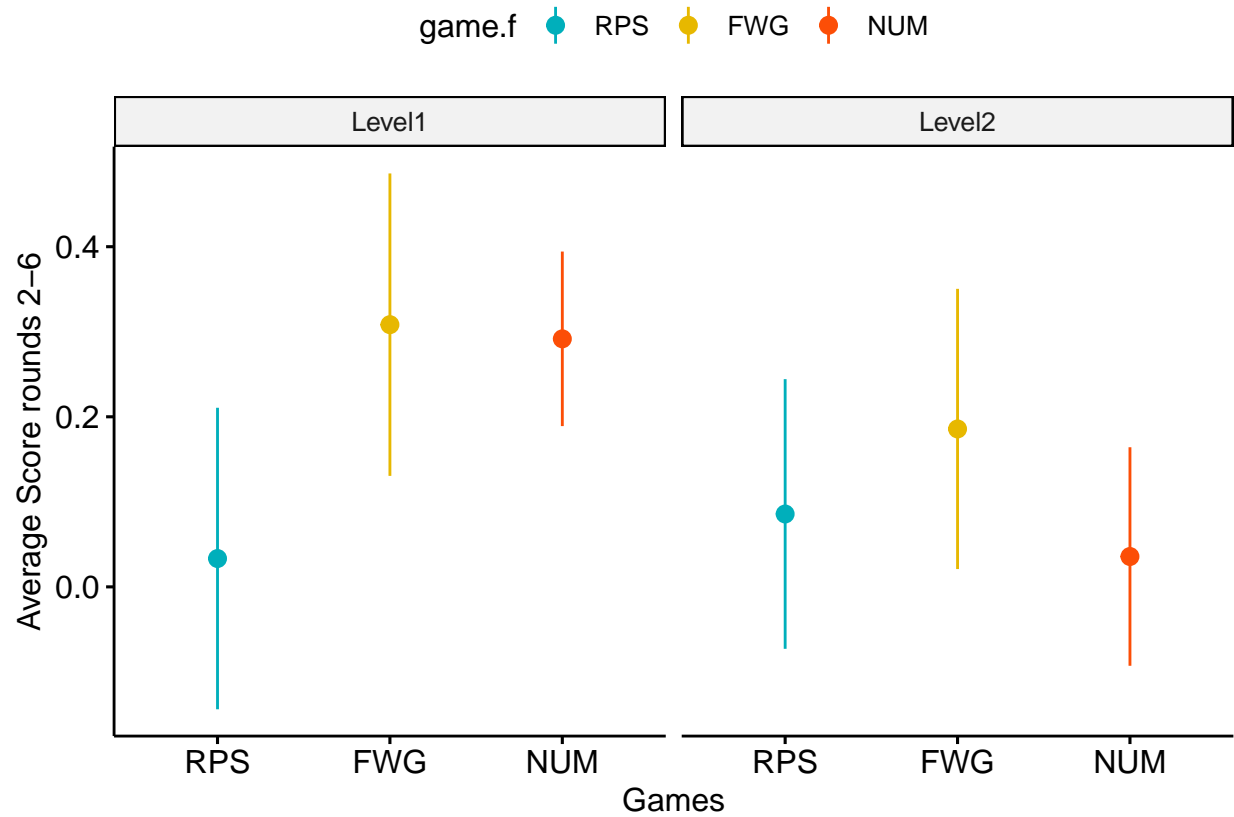 game.f RPS FWG NUM
Level1 Level2
Average Score rounds 2−6
0.4
0.2
0.0
RPS FWG NUM RPS FWG NUM
Games